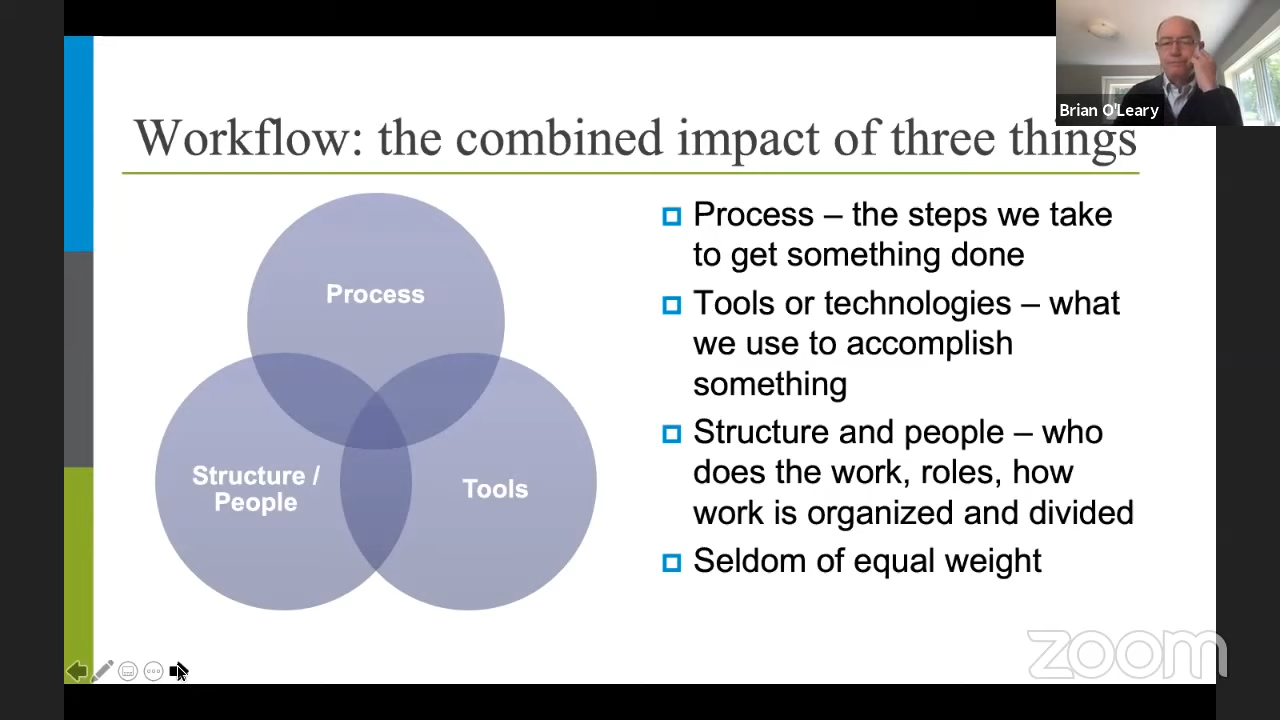 Brian O'Leary
Workflow: the combined impact of three things
Process
Structure /
People
Tools
Process – the steps we take
to get something done
Tools or technologies – what
we use to accomplish
something
Structure and people – who
does the work, roles, how
work is organized and divided
Seldom of equal weight
zoom